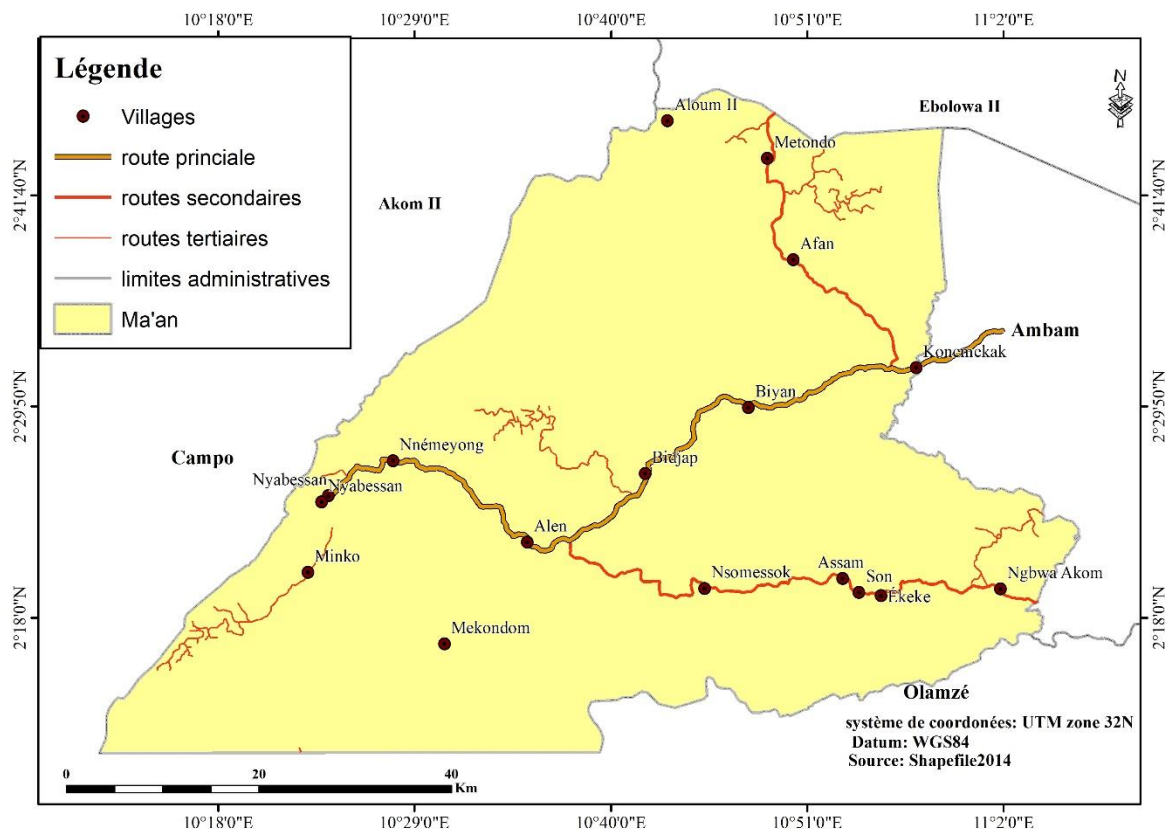 10°18'0"E
10°29'0"E
10°40'0"E
10°51'0"E
11°2'0"E
Légende
Villages
route princiale
routes secondaires
routes tertiaires
limites administratives
Ma'an
N
Aloum II
Ebolowa II
Metondo
2°41'40"N
2°41'40"N
Akom II
Afan
Ambam
2°29'50"N
2°29'50"N
Biyan
Campo
Nnémeyong
Bidjap
Nyabessan
Nyabessan
Alen
Minko
Nsomessok
Assam
Son
Ékeke
Ngbwa Akom
2°18'0"N
2°18'0"N
Mekondom
Olamzé
système de coordonées: UTM zone 32N
Datum: WGS84
Source: Shapefile2014
0 20 40
Km
10°18'0"E
10°29'0"E
10°40'0"E
10°51'0"E
11°2'0"E